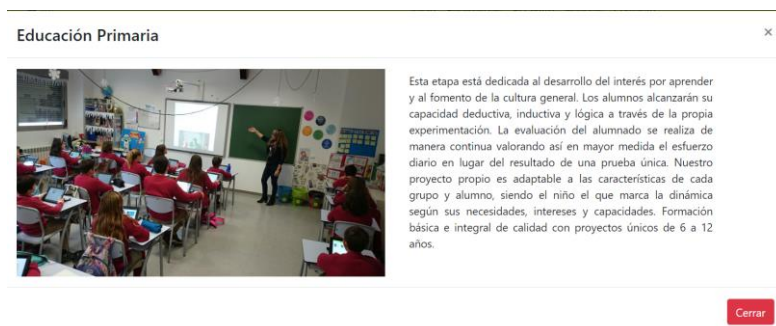 Educación Primaria
×
Esta etapa está dedicada al desarrollo del interés por aprender
y al fomento de la cultura general. Los alumnos alcanzarán su
capacidad deductiva, inductiva y lógica a través de la propia
experimentación. La evaluación del alumnado se realiza de
manera continua valorando así en mayor medida el esfuerzo
diario en lugar del resultado de una prueba única. Nuestro
proyecto propio es adaptable a las características de cada
grupo y alumno, siendo el niño el que marca la dinámica
según sus necesidades, intereses y capacidades. Formación
básica e integral de calidad con proyectos únicos de 6 a 12
años.
Cerrar